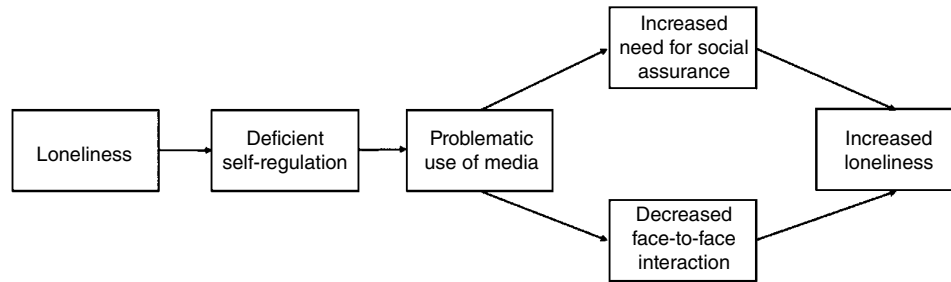 Loneliness
Deficient
self-regulation
Problematic
use of media
Increased
need for social
assurance
Decreased
face-to-face
interaction
Increased
loneliness